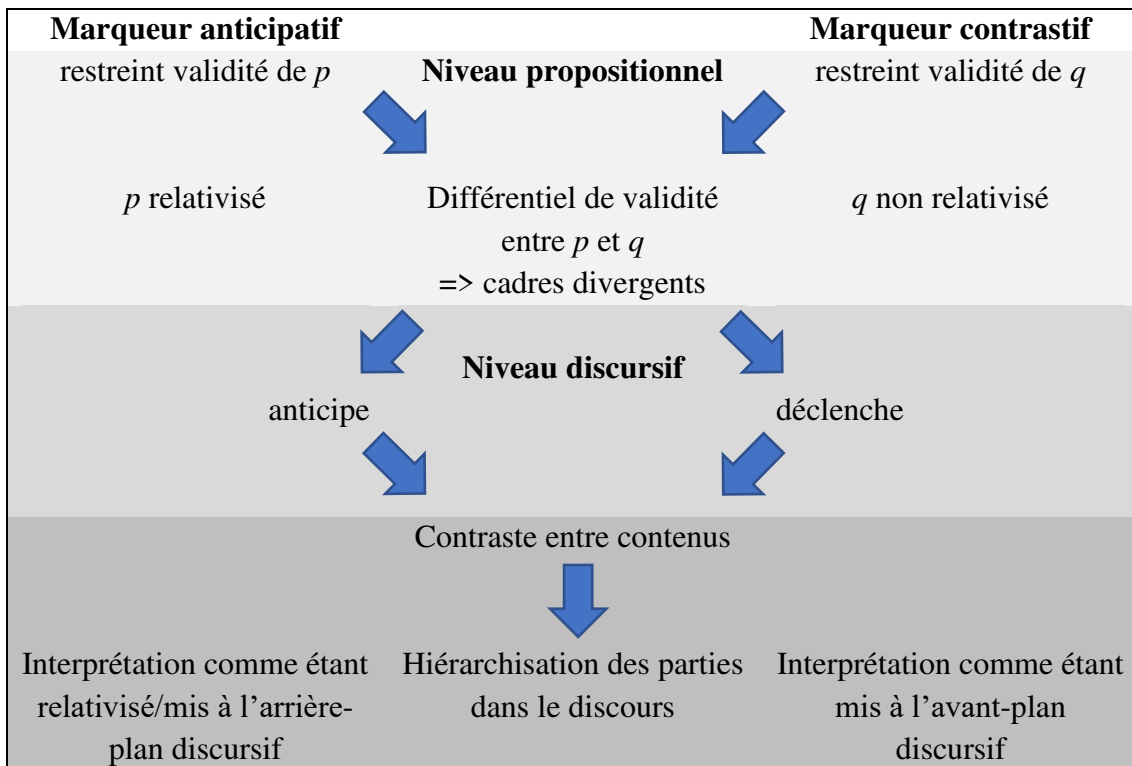 Marqueur anticipatif
Marqueur contrastif
restreint validité de p
Niveau propositionnel
restreint validité de q
p relativisé
Différentiel de validité
entre p et q
=> cadres divergents
q non relativisé
Niveau discursif
anticipe
déclenche
Contraste entre contenus
Interprétation comme étant
relativisé/mis à l’arrière-
plan discursif
Hiérarchisation des parties
dans le discours
Interprétation comme étant
mis à l’avant-plan
discursif